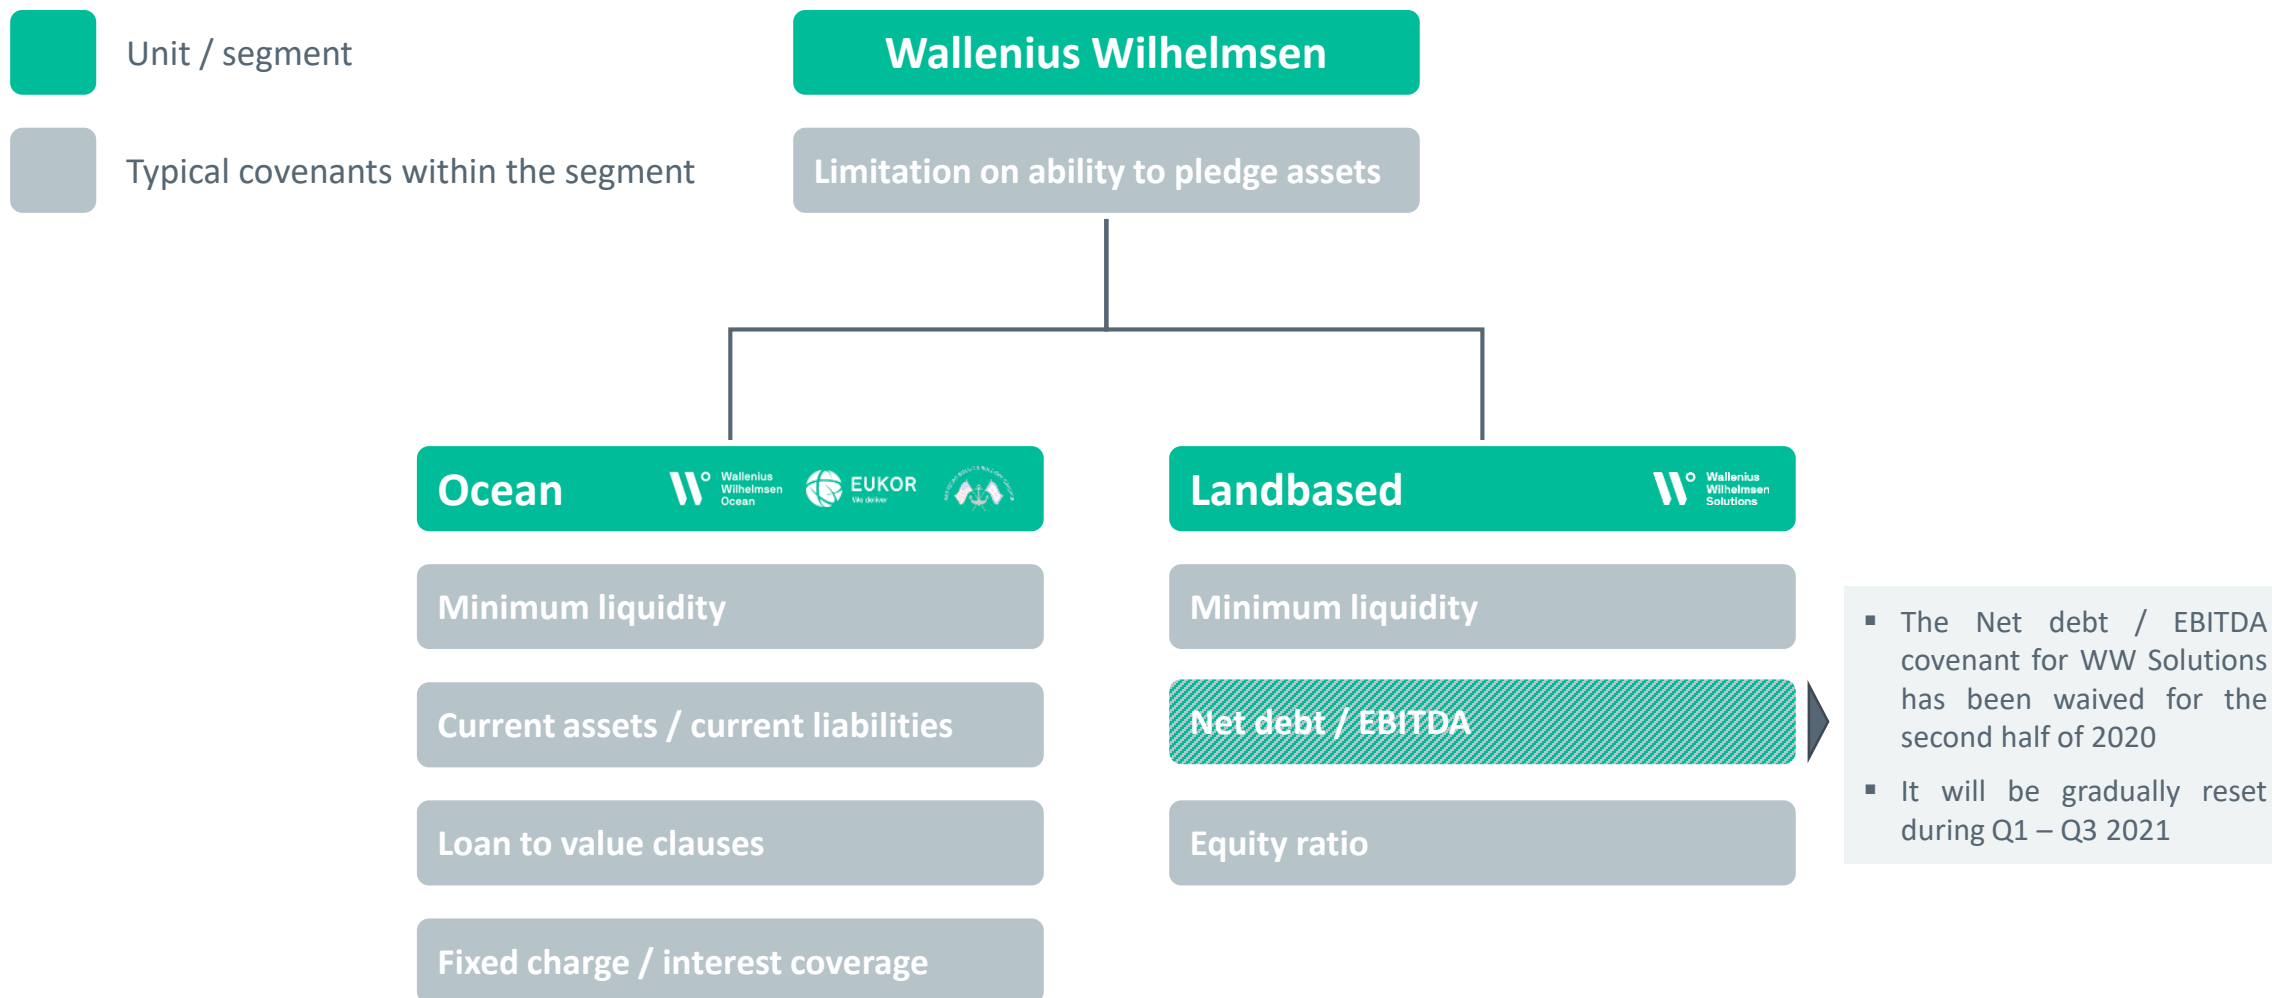 Unit / segment
Wallenius Wilhelmsen
Typical covenants within the segment
Limitation on ability to pledge assets
Ocean
Wallenius
Wilhelmsen
Ocean
EUKOR
We deliver
Landbased
Wallenius
Wilhelmsen
Solutions
Minimum liquidity
Current assets / current liabilities
Loan to value clauses
Fixed charge / interest coverage
Minimum liquidity
Net debt / EBITDA
Equity ratio
▪ The Net debt / EBITDA
covenant for WW Solutions
has been waived for the
second half of 2020
▪ It will be gradually reset
during Q1 – Q3 2021